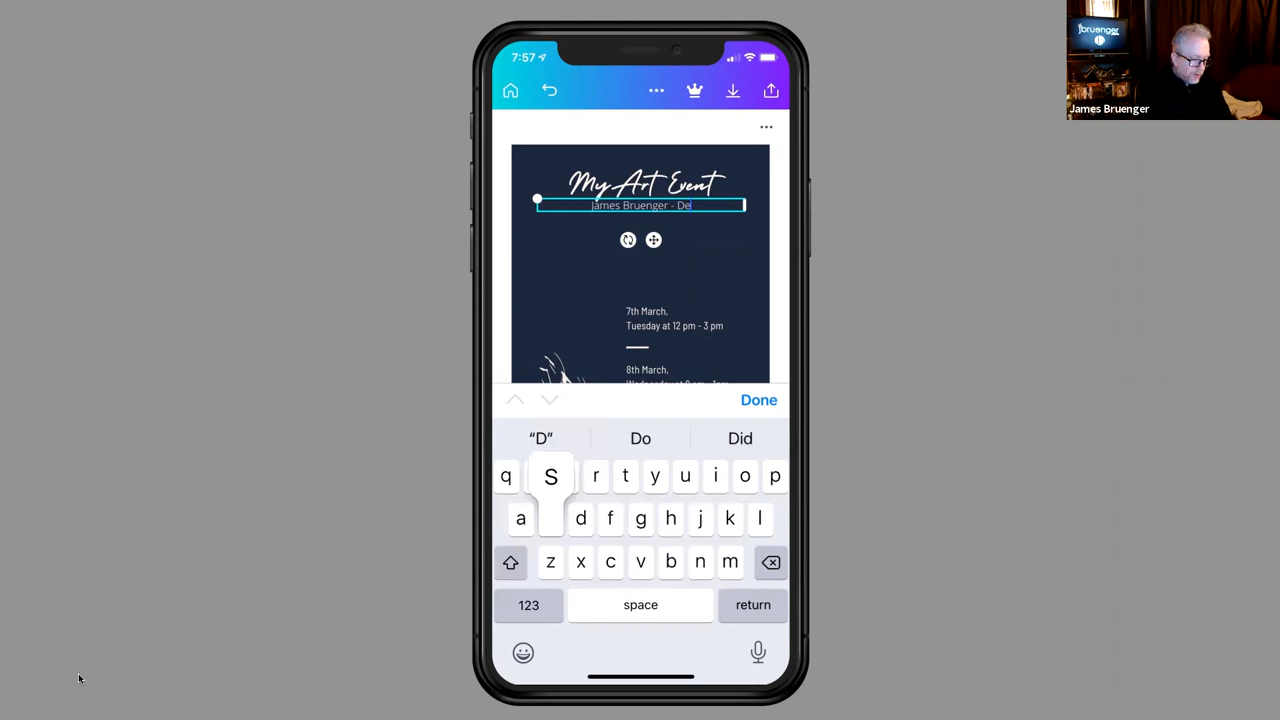 7:57
My Art Event
James Bruenger - De
7th March,
Tuesday at 12 pm - 3 pm
8th March,
Done
“D” Do Did
q S r t y u i o p
a d f g h j k l
z x c v b n m
123 space return
jbruenger
James Bruenger